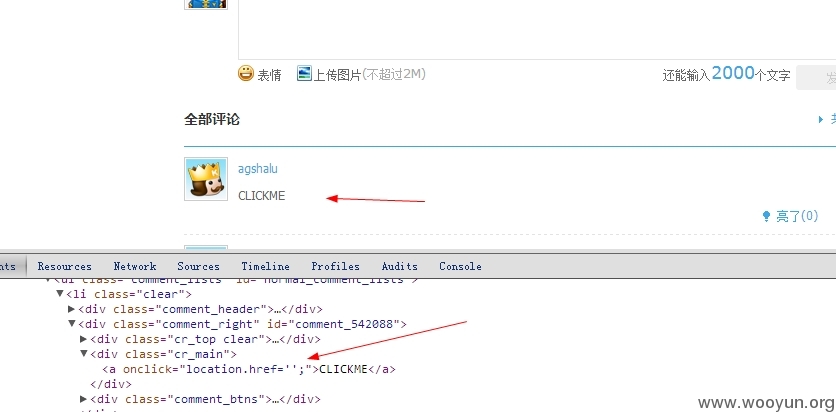 表情 上传图片(不超过2M) 还能输入2000个文字 发
全部评论
agshalu
CLICKME
亮了(0)
nts Resources Network Sources Timeline Profiles Audits Console
<ul class="comment_lists" id="normal_comment_lists">
▼<li class="clear">
▶<div class="comment_header">…</div>
▼<div class="comment_right" id="comment_542088">
▶<div class="cr_top clear">…</div>
▼<div class="cr_main">
<a onclick="location.href='';">CLICKME</a>
</div>
▶<div class="comment_btns">…</div>
</div>
www.wooyun.org